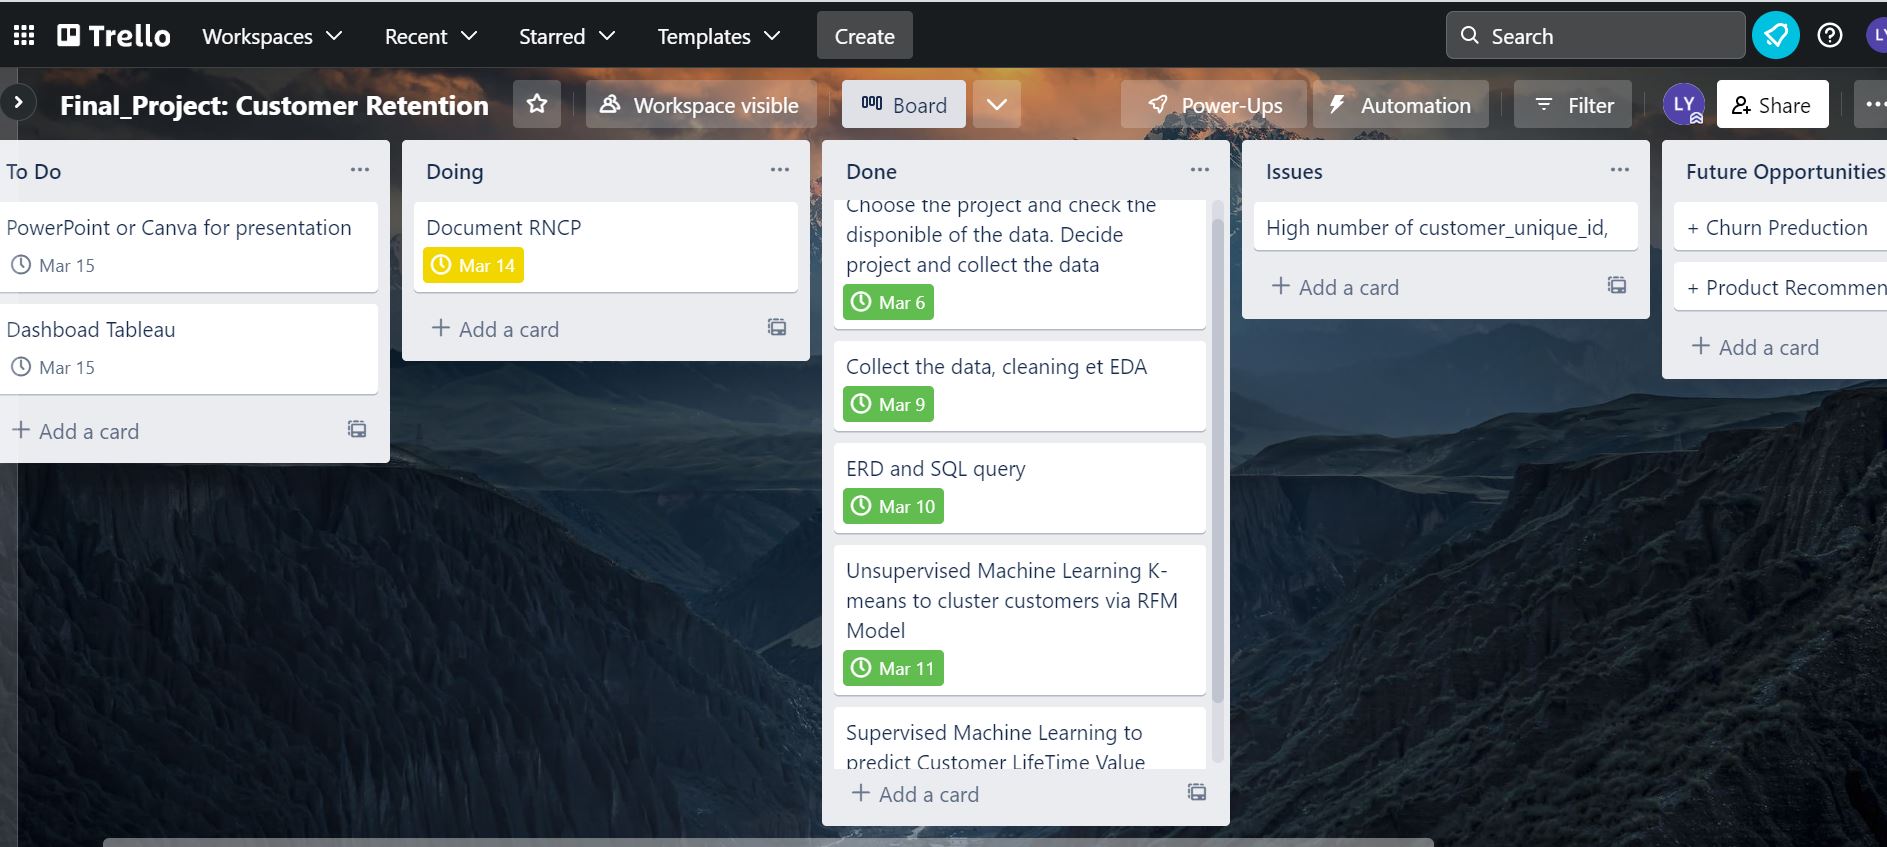 Trello
Workspaces
Recent
Starred
Templates
Create
Search
LY
Final_Project: Customer Retention
Workspace visible
Board
Power-Ups
Automation
Filter
LY
Share
To Do
PowerPoint or Canva for presentation
Mar 15
Dashboad Tableau
Mar 15
+ Add a card
Doing
Document RNCP
Mar 14
+ Add a card
Done
Choose the project and check the
disponible of the data. Decide
project and collect the data
Mar 6
Collect the data, cleaning et EDA
Mar 9
ERD and SQL query
Mar 10
Unsupervised Machine Learning K-
means to cluster customers via RFM
Model
Mar 11
Supervised Machine Learning to
predict Customer LifeTime Value
+ Add a card
Issues
High number of customer_unique_id,
+ Add a card
Future Opportunities
+ Churn Preduction
+ Product Recommen
+ Add a card